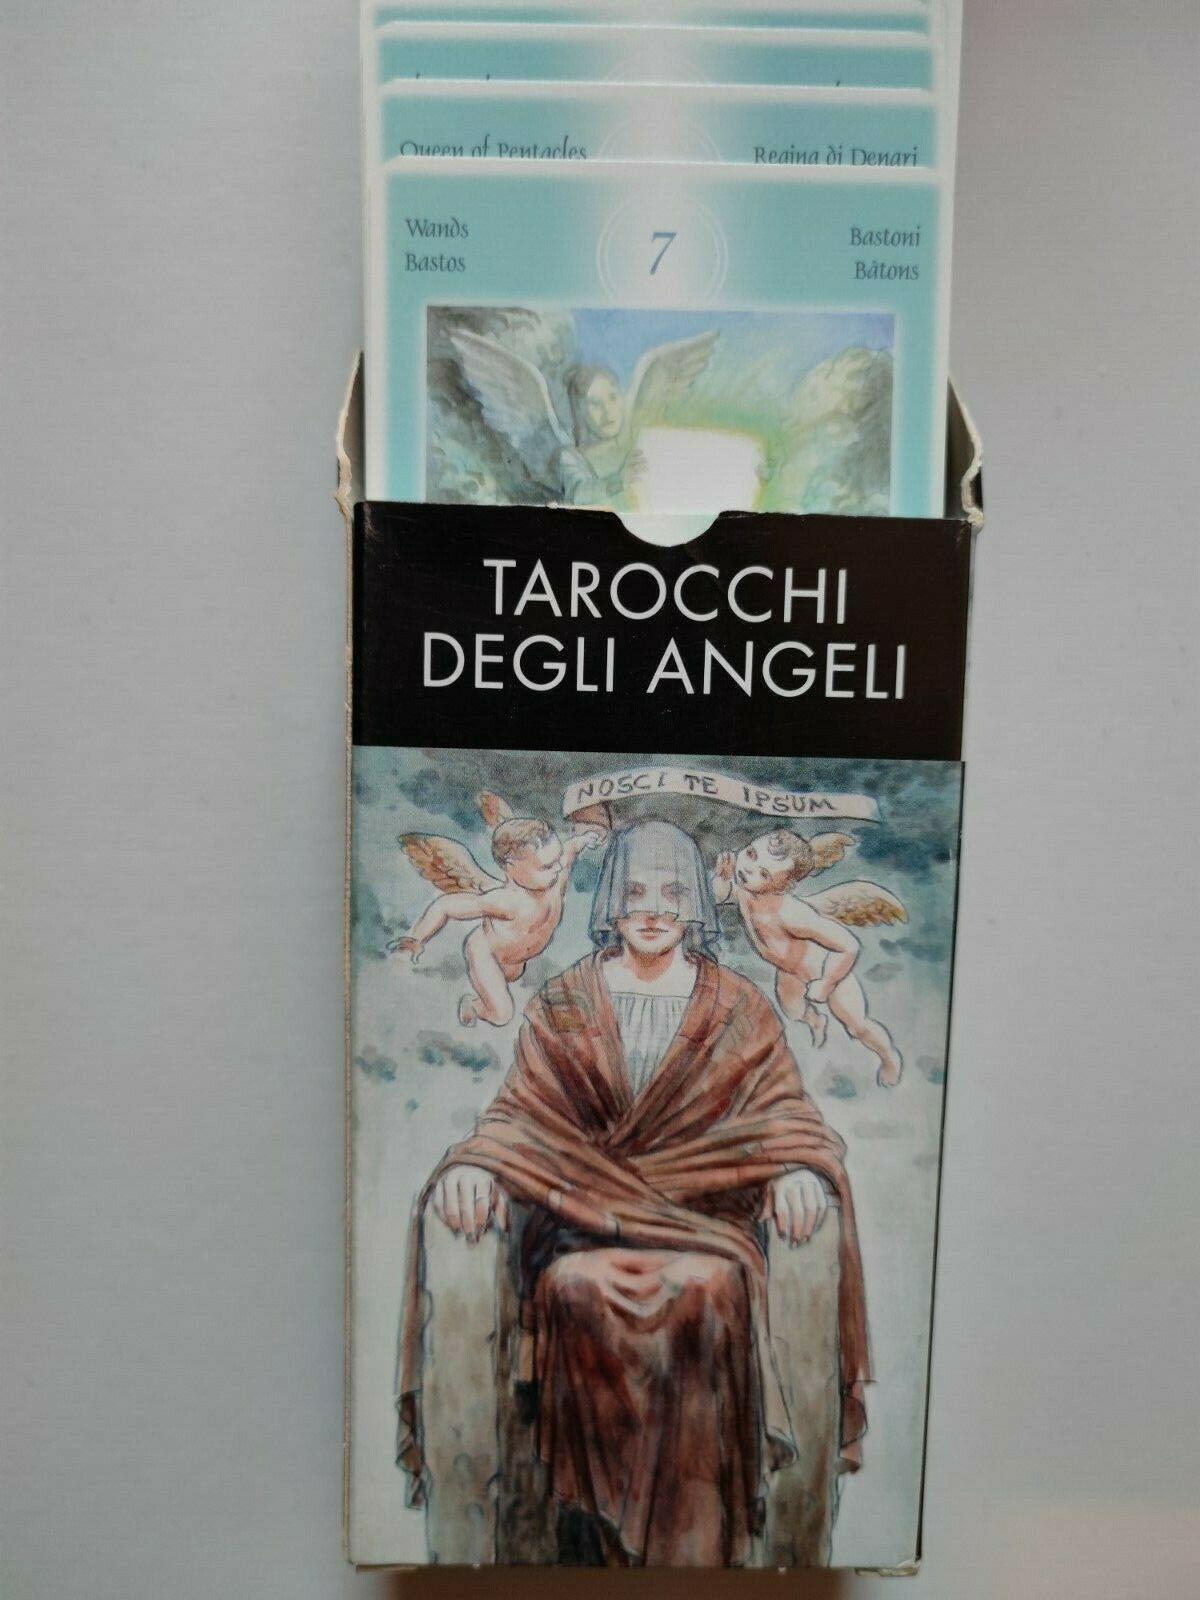 Queen of Pentacles
Regina di Denari
Wands
Bastos
7
Bastoni
Bâtons
TAROCCHI
DEGLI ANGELI
NOSCI TE IPSUM